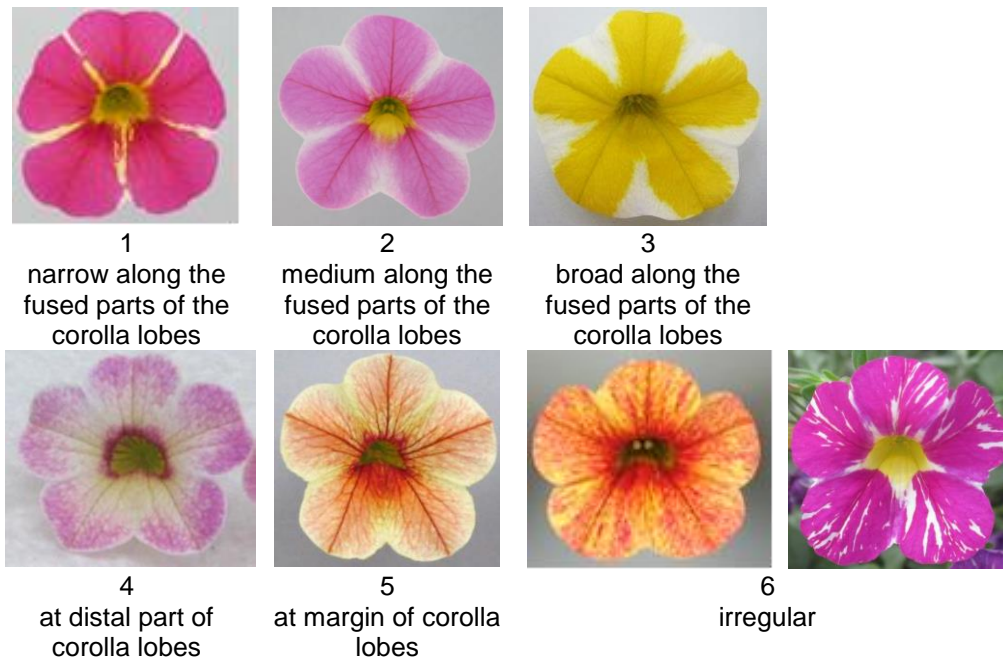 1
narrow along the
fused parts of the
corolla lobes
2
medium along the
fused parts of the
corolla lobes
3
broad along the
fused parts of the
corolla lobes
4
at distal part of
corolla lobes
5
at margin of corolla
lobes
6
irregular